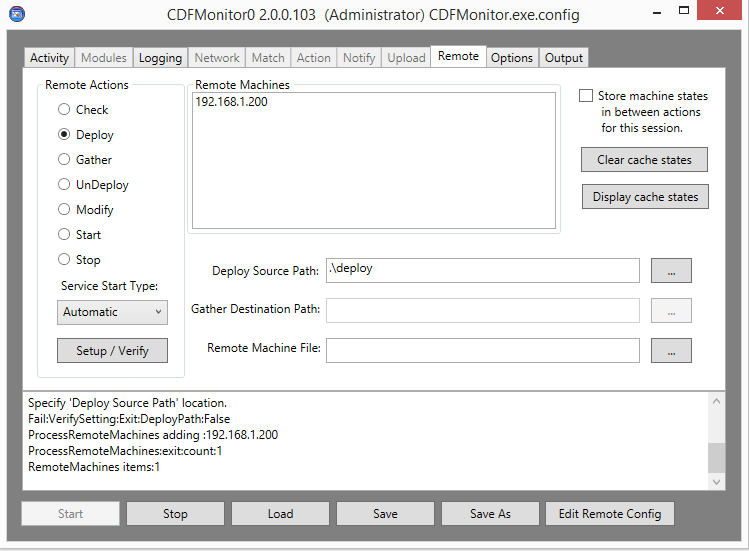 CDFMonitor0 2.0.0.103 (Administrator) CDFMonitor.exe.config
Activity Modules Logging Network Match Action Notify Upload Remote Options Output
Remote Actions
Check
Deploy
Gather
UnDeploy
Modify
Start
Stop
Service Start Type:
Automatic
Setup / Verify
Remote Machines
192.168.1.200
Store machine states
in between actions
for this session.
Clear cache states
Display cache states
Deploy Source Path: .\deploy ...
Gather Destination Path: ...
Remote Machine File: ...
Specify 'Deploy Source Path' location.
Fail:VerifySetting:Exit:DeployPath:False
ProcessRemoteMachines adding :192.168.1.200
ProcessRemoteMachines:exit:count:1
RemoteMachines items:1
Start Stop Load Save Save As Edit Remote Config